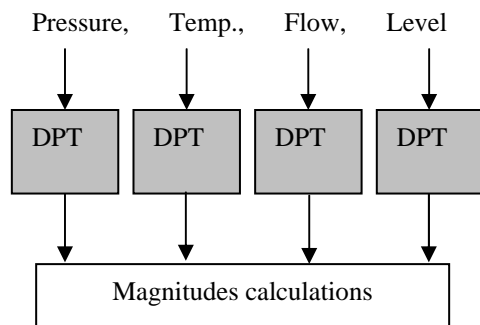 Pressure, Temp., Flow, Level
DPT DPT DPT DPT
Magnitudes calculations